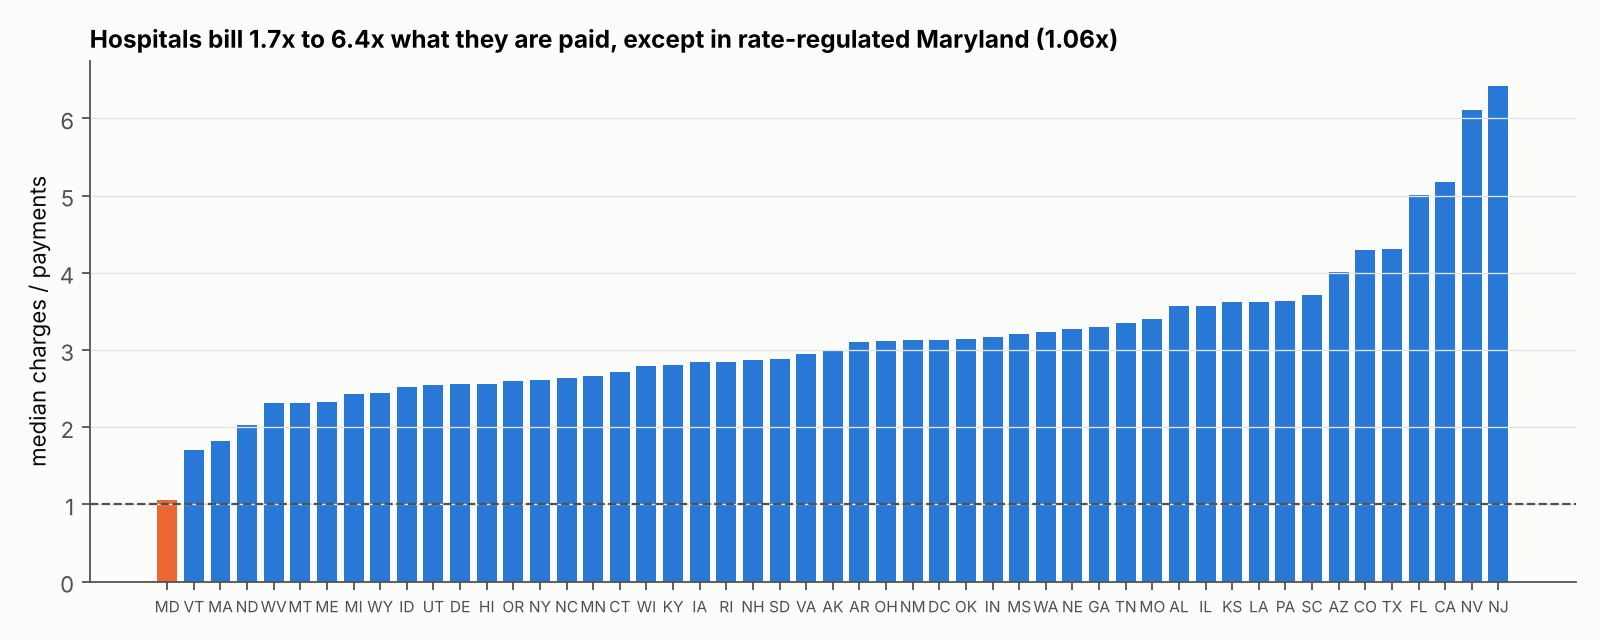 Hospitals bill 1.7x to 6.4x what they are paid, except in rate-regulated Maryland (1.06x)
median charges / payments
6
5
4
3
2
1
0
MD VT MA ND WV MT ME MI WY ID UT DE HI OR NY NC MN CT WI KY IA RI NH SD VA AK AR OH NM DC OK IN MS WA NE GA TN MO AL IL KS LA PA SC AZ CO TX FL CA NV NJ